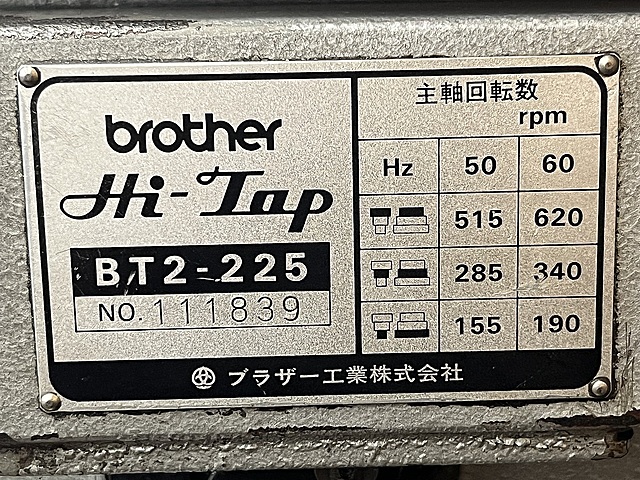 brother
Hi-Tap
BT2-225
NO. 111839
主軸回転数
rpm
Hz 50 60
515 620
285 340
155 190
ブラザー工業株式会社